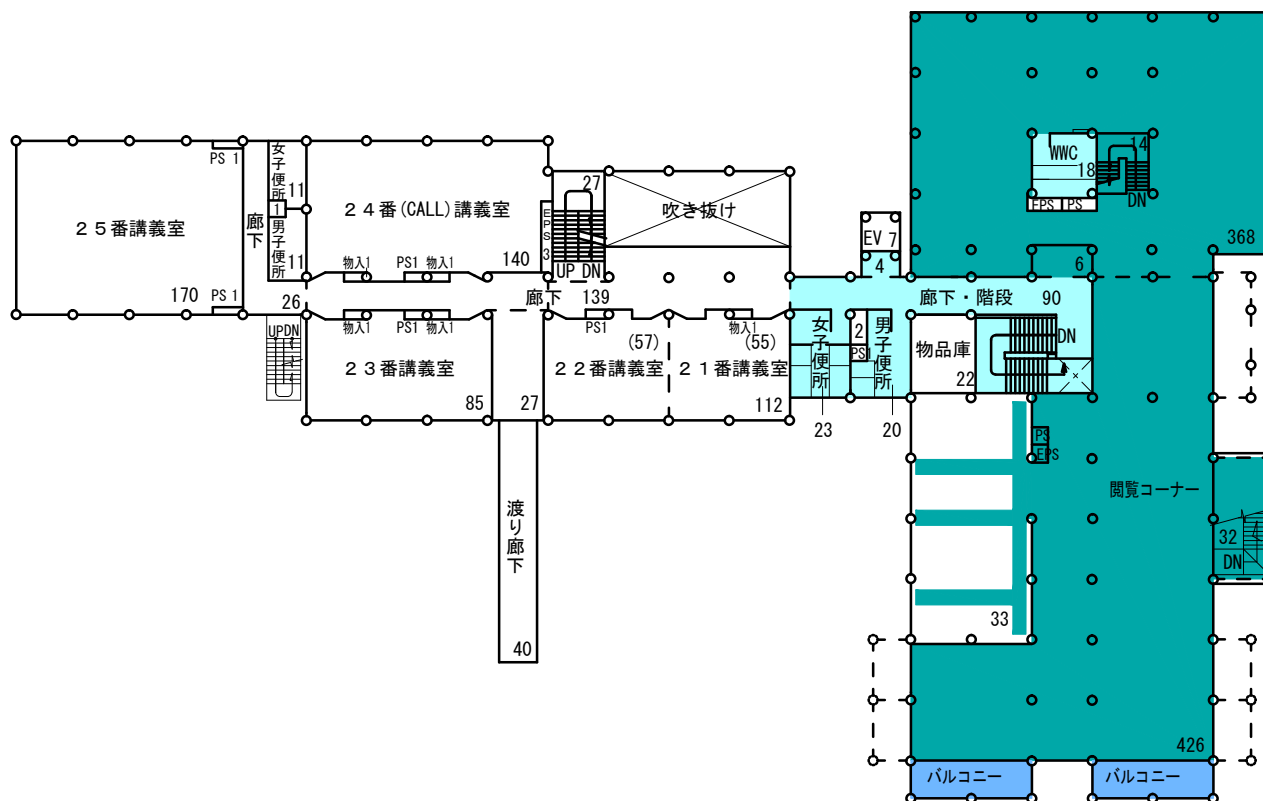 PS 1
女子便所
11
1
男子便所
11
廊下
２５番講義室
170
PS 1
26
UPDN
２４番(CALL)講義室
140
物入1
PS1
物入1
EPS
3
27
UP DN
吹き抜け
廊下
139
物入1
PS1
物入1
２３番講義室
85
27
PS1
(57)
２２番講義室
物入1
(55)
２１番講義室
112
渡り廊下
40
EV 7
4
女子便所
23
2
PS 1
男子便所
20
廊下・階段
90
物品庫
22
DN
WWC
18
14
DN
EPS
PS
368
6
PS
EPS
閲覧コーナー
32
DN
33
426
バルコニー
バルコニー